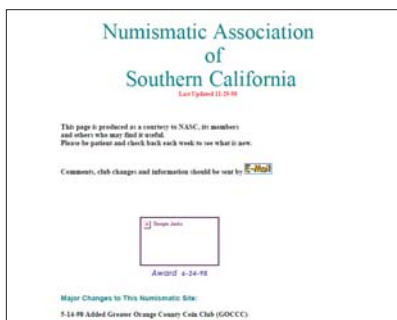 Numismatic Association
of
Southern California
Last Updated 11-29-98
This page is produced as a courtesy to NASC, its members
and others who may find it useful.
Please be patient and check back each week to see what is new.
Comments, club changes and information should be sent by E-Mail
Award 6-24-98
Major Changes to This Numismatic Site:
5-14-98 Added Greater Orange County Coin Club (GOCCC)